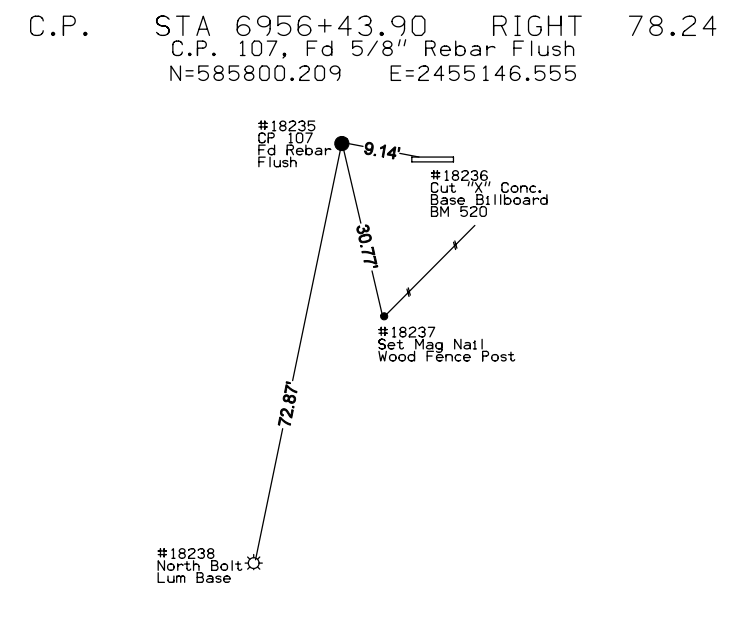 C.P. STA 6956+43.90 RIGHT 78.24
C.P. 107, Fd 5/8" Rebar Flush
N=585800.209 E=2455146.555
#18235
CP 107
Fd Rebar
Flush
9.14'
#18236
Cut "X" Conc.
Base Billboard
BM 520
30.77'
#18237
Set Mag Nail
Wood Fence Post
72.87'
#18238
North Bolt
Lum Base